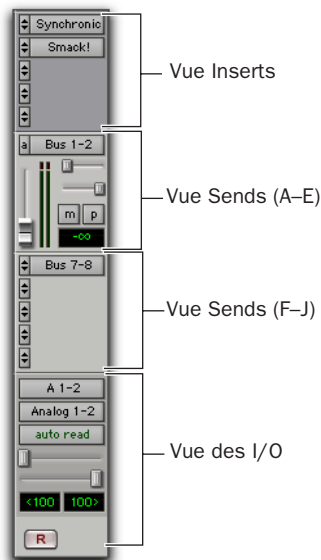 Synchronic
Smack!
Vue Inserts
a Bus 1-2
m p
-∞
Vue Sends (A–E)
Bus 7-8
Vue Sends (F–J)
A 1-2
Analog 1-2
auto read
<100 100>
R
Vue des I/O